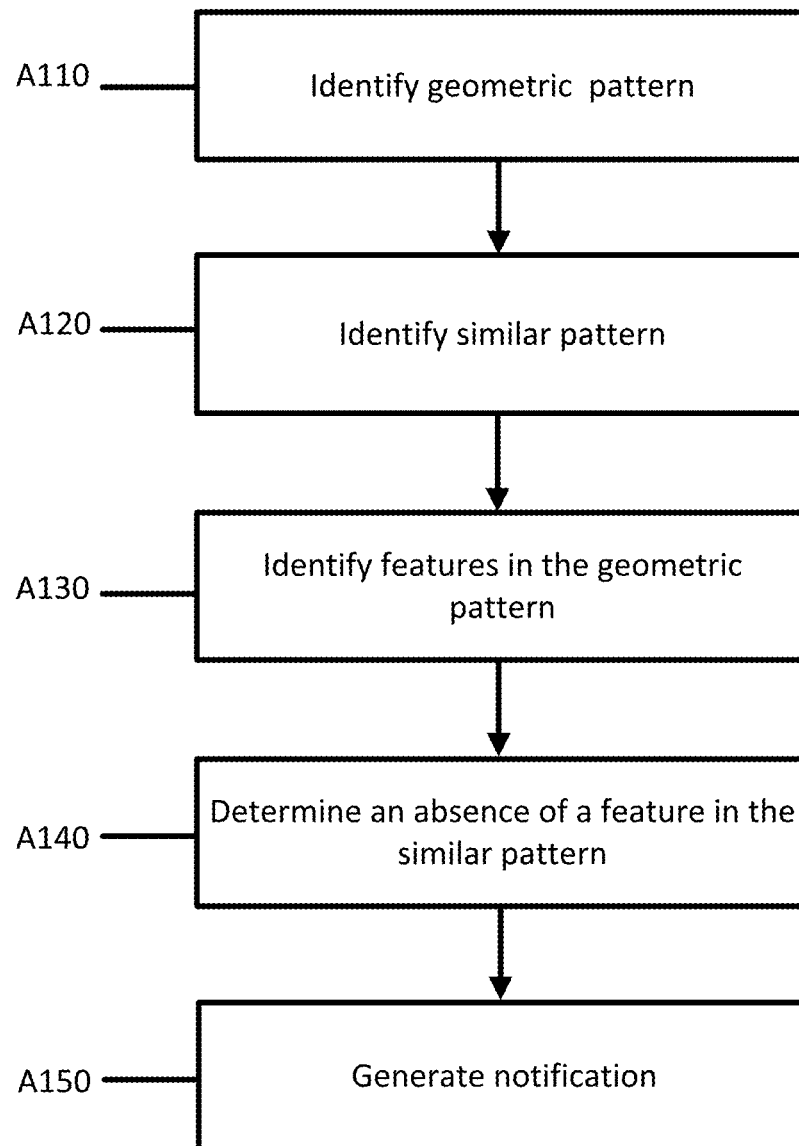 A110
Identify geometric pattern
A120
Identify similar pattern
A130
Identify features in the geometric
pattern
A140
Determine an absence of a feature in the
similar pattern
A150
Generate notification